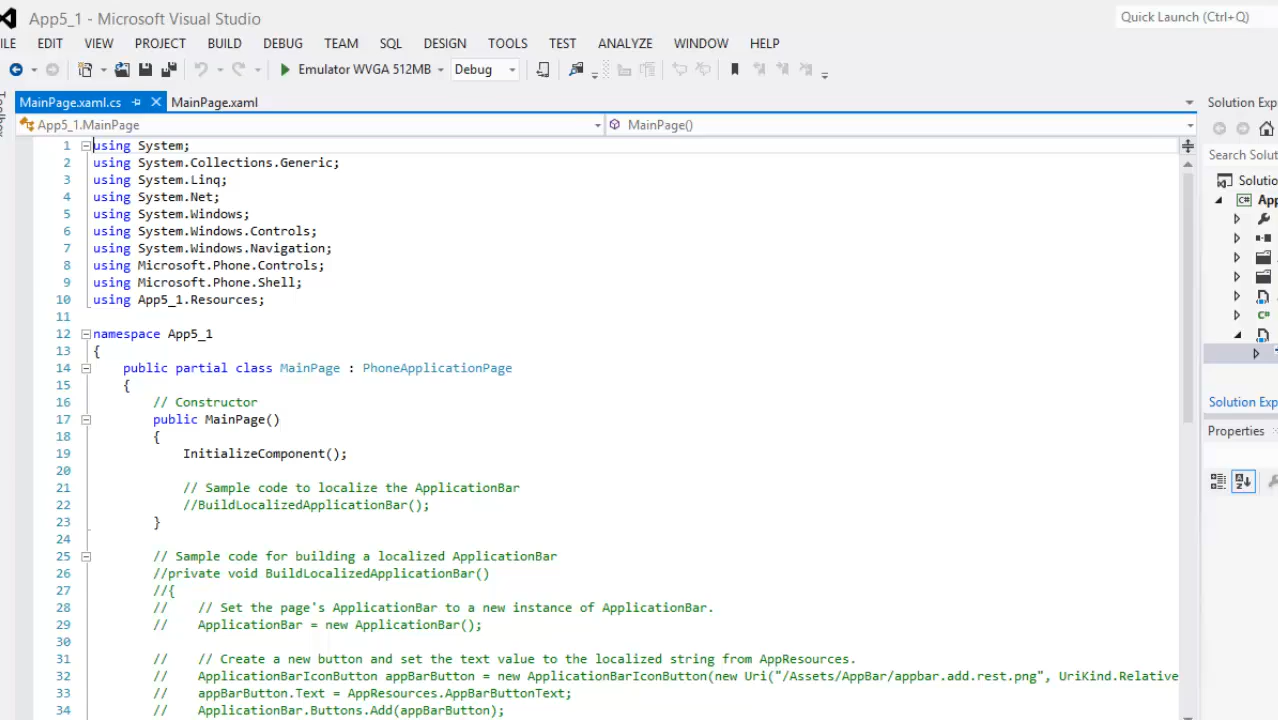 App5_1 - Microsoft Visual Studio
Quick Launch (Ctrl+Q)
ILE EDIT VIEW PROJECT BUILD DEBUG TEAM SQL DESIGN TOOLS TEST ANALYZE WINDOW HELP
Emulator WVGA 512MB Debug
MainPage.xaml.cs MainPage.xaml
Solution Exp
Toolbox
App5_1.MainPage MainPage()
Search Solut
Solutio
App
1 using System;
2 using System.Collections.Generic;
3 using System.Linq;
4 using System.Net;
5 using System.Windows;
6 using System.Windows.Controls;
7 using System.Windows.Navigation;
8 using Microsoft.Phone.Controls;
9 using Microsoft.Phone.Shell;
10 using App5_1.Resources;
11
12 namespace App5_1
13 {
14 public partial class MainPage : PhoneApplicationPage
15 {
16 // Constructor
17 public MainPage()
18 {
19 InitializeComponent();
20
21 // Sample code to localize the ApplicationBar
22 //BuildLocalizedApplicationBar();
23 }
24
25 // Sample code for building a localized ApplicationBar
26 //private void BuildLocalizedApplicationBar()
27 //{
28 // // Set the page's ApplicationBar to a new instance of ApplicationBar.
29 // ApplicationBar = new ApplicationBar();
30
31 // // Create a new button and set the text value to the localized string from AppResources.
32 // ApplicationBarIconButton appBarButton = new ApplicationBarIconButton(new Uri("/Assets/AppBar/appbar.add.rest.png", UriKind.Relative
33 // appBarButton.Text = AppResources.AppBarButtonText;
34 // ApplicationBar.Buttons.Add(appBarButton);
Solution Exp
Properties